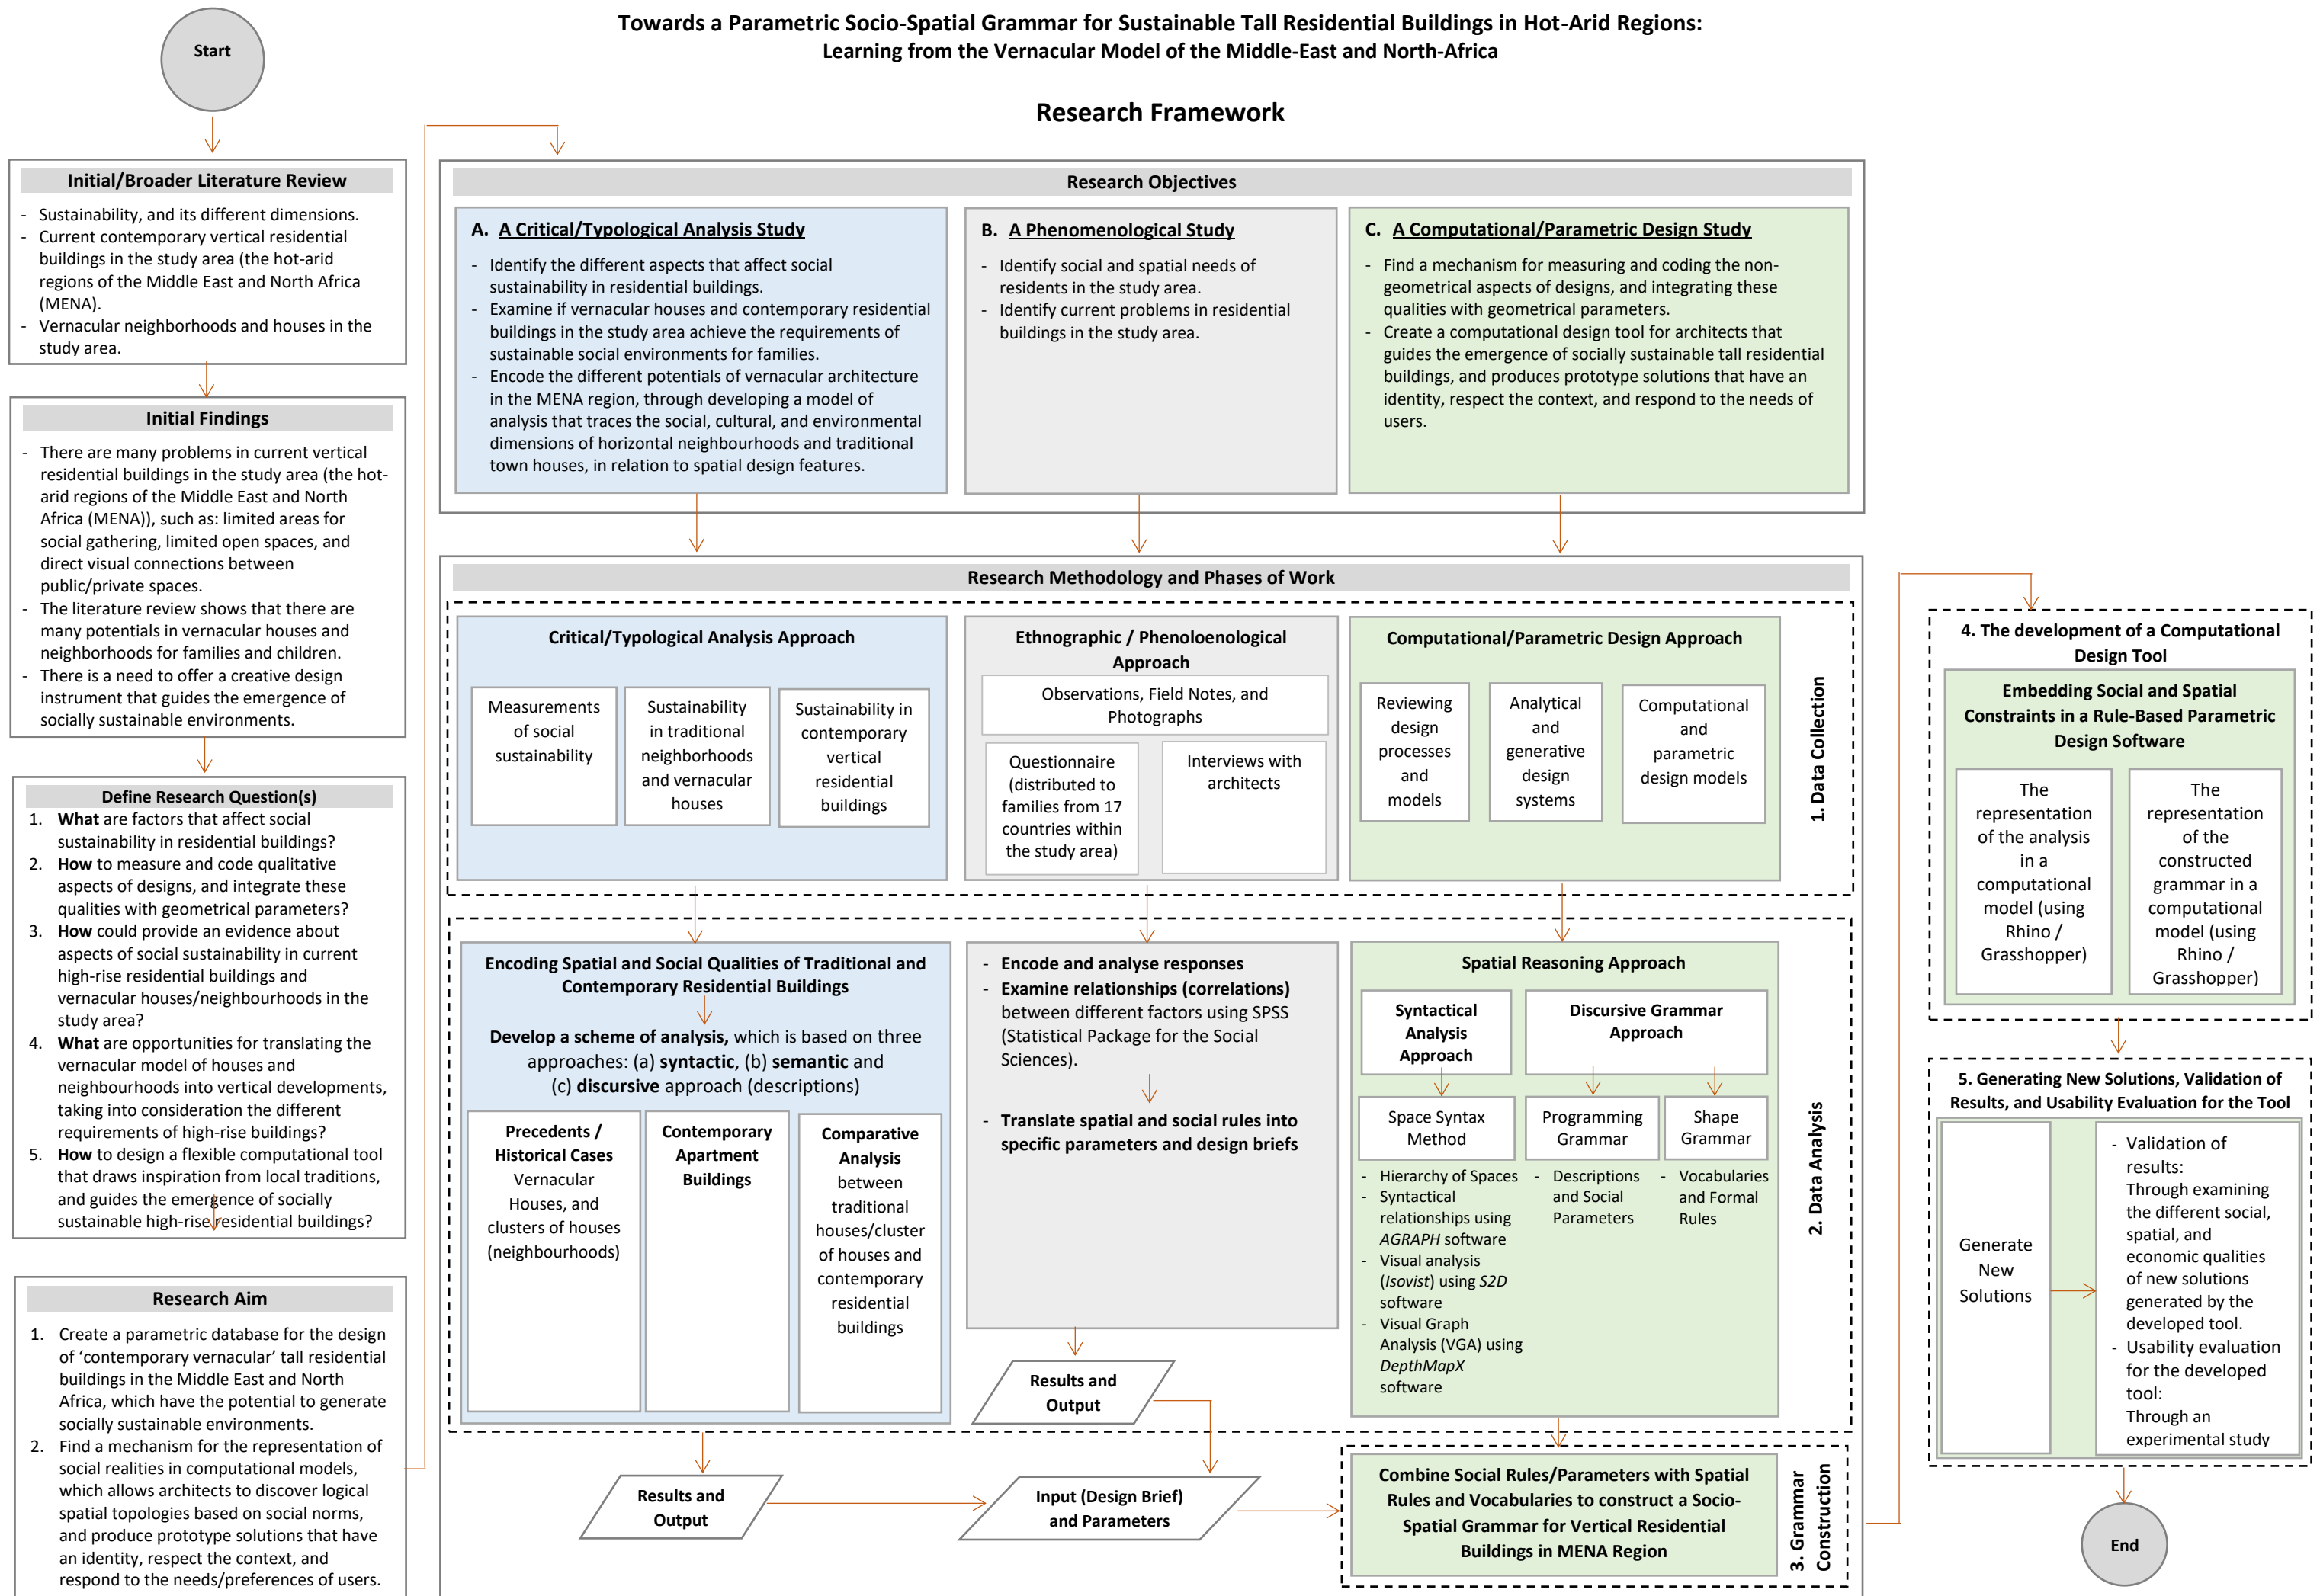 Towards a Parametric Socio-Spatial Grammar for Sustainable Tall Residential Buildings in Hot-Arid Regions:
Learning from the Vernacular Model of the Middle-East and North-Africa
Research Framework
Start
Initial/Broader Literature Review
- Sustainability, and its different dimensions.
- Current contemporary vertical residential
buildings in the study area (the hot-arid
regions of the Middle East and North Africa
(MENA).
- Vernacular neighborhoods and houses in the
study area.
Initial Findings
- There are many problems in current vertical
residential buildings in the study area (the hot-
arid regions of the Middle East and North
Africa (MENA)), such as: limited areas for
social gathering, limited open spaces, and
direct visual connections between
public/private spaces.
- The literature review shows that there are
many potentials in vernacular houses and
neighborhoods for families and children.
- There is a need to offer a creative design
instrument that guides the emergence of
socially sustainable environments.
Define Research Question(s)
1. What are factors that affect social
sustainability in residential buildings?
2. How to measure and code qualitative
aspects of designs, and integrate these
qualities with geometrical parameters?
3. How could provide an evidence about
aspects of social sustainability in current
high-rise residential buildings and
vernacular houses/neighbourhoods in the
study area?
4. What are opportunities for translating the
vernacular model of houses and
neighbourhoods into vertical developments,
taking into consideration the different
requirements of high-rise buildings?
5. How to design a flexible computational tool
that draws inspiration from local traditions,
and guides the emergence of socially
sustainable high-rise residential buildings?
Research Aim
1. Create a parametric database for the design
of ‘contemporary vernacular’ tall residential
buildings in the Middle East and North
Africa, which have the potential to generate
socially sustainable environments.
2. Find a mechanism for the representation of
social realities in computational models,
which allows architects to discover logical
spatial topologies based on social norms,
and produce prototype solutions that have
an identity, respect the context, and
respond to the needs/preferences of users.
Research Objectives
A. A Critical/Typological Analysis Study
- Identify the different aspects that affect social
sustainability in residential buildings.
- Examine if vernacular houses and contemporary residential
buildings in the study area achieve the requirements of
sustainable social environments for families.
- Encode the different potentials of vernacular architecture
in the MENA region, through developing a model of
analysis that traces the social, cultural, and environmental
dimensions of horizontal neighbourhoods and traditional
town houses, in relation to spatial design features.
B. A Phenomenological Study
- Identify social and spatial needs of
residents in the study area.
- Identify current problems in residential
buildings in the study area.
C. A Computational/Parametric Design Study
- Find a mechanism for measuring and coding the non-
geometrical aspects of designs, and integrating these
qualities with geometrical parameters.
- Create a computational design tool for architects that
guides the emergence of socially sustainable tall residential
buildings, and produces prototype solutions that have an
identity, respect the context, and respond to the needs of
users.
Research Methodology and Phases of Work
Critical/Typological Analysis Approach
Measurements
of social
sustainability
Sustainability
in traditional
neighborhoods
and vernacular
houses
Sustainability in
contemporary
vertical
residential
buildings
Ethnographic / Phenoloenological
Approach
Observations, Field Notes, and
Photographs
Questionnaire
(distributed to
families from 17
countries within
the study area)
Interviews with
architects
Computational/Parametric Design Approach
Reviewing
design
processes
and
models
Analytical
and
generative
design
systems
Computational
and
parametric
design models
1. Data Collection
Encoding Spatial and Social Qualities of Traditional and
Contemporary Residential Buildings
Develop a scheme of analysis, which is based on three
approaches: (a) syntactic, (b) semantic and
(c) discursive approach (descriptions)
Precedents /
Historical Cases
Vernacular
Houses, and
clusters of houses
(neighbourhoods)
Contemporary
Apartment
Buildings
Comparative
Analysis
between
traditional
houses/cluster
of houses and
contemporary
residential
buildings
- Encode and analyse responses
- Examine relationships (correlations)
between different factors using SPSS
(Statistical Package for the Social
Sciences).
- Translate spatial and social rules into
specific parameters and design briefs
Spatial Reasoning Approach
Syntactical
Analysis
Approach
Discursive Grammar
Approach
Space Syntax
Method
Programming
Grammar
Shape
Grammar
- Hierarchy of Spaces
- Syntactical
relationships using
AGRAPH software
- Visual analysis
(Isovist) using S2D
software
- Visual Graph
Analysis (VGA) using
DepthMapX
software
- Descriptions
and Social
Parameters
- Vocabularies
and Formal
Rules
2. Data Analysis
Results and
Output
Results and
Output
Input (Design Brief)
and Parameters
Combine Social Rules/Parameters with Spatial
Rules and Vocabularies to construct a Socio-
Spatial Grammar for Vertical Residential
Buildings in MENA Region
3. Grammar
Construction
4. The development of a Computational
Design Tool
Embedding Social and Spatial
Constraints in a Rule-Based Parametric
Design Software
The
representation
of the analysis
in a
computational
model (using
Rhino /
Grasshopper)
The
representation
of the
constructed
grammar in a
computational
model (using
Rhino /
Grasshopper)
5. Generating New Solutions, Validation of
Results, and Usability Evaluation for the Tool
Generate
New
Solutions
- Validation of
results:
Through examining
the different social,
spatial, and
economic qualities
of new solutions
generated by the
developed tool.
- Usability evaluation
for the developed
tool:
Through an
experimental study
End